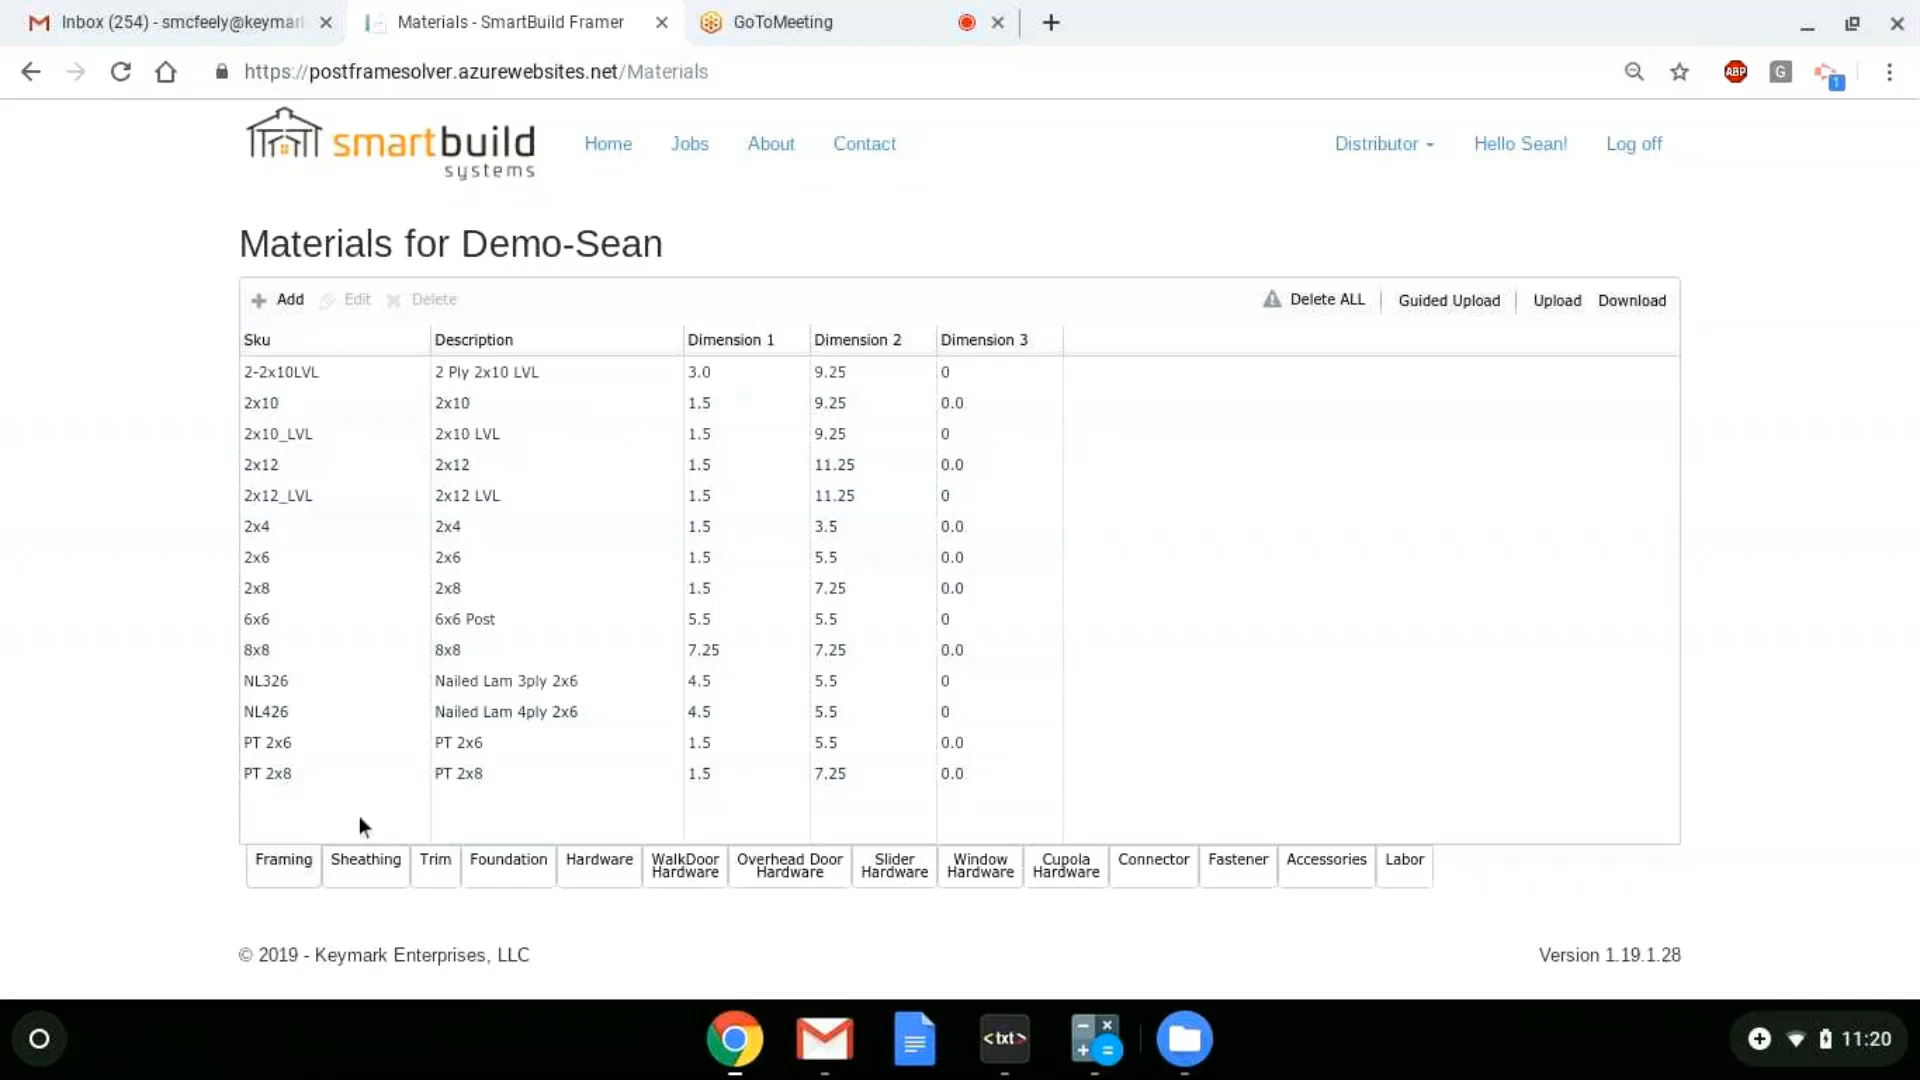 Inbox (254) - smcfeely@keymar
Materials - SmartBuild Framer
GoToMeeting
https://postframesolver.azurewebsites.net/Materials
ABP
G
1
smartbuild
systems
Home Jobs About Contact
Distributor Hello Sean! Log off
Materials for Demo-Sean
Add Edit Delete
Delete ALL Guided Upload Upload Download
Sku Description Dimension 1 Dimension 2 Dimension 3
2-2x10LVL 2 Ply 2x10 LVL 3.0 9.25 0
2x10 2x10 1.5 9.25 0.0
2x10_LVL 2x10 LVL 1.5 9.25 0
2x12 2x12 1.5 11.25 0.0
2x12_LVL 2x12 LVL 1.5 11.25 0
2x4 2x4 1.5 3.5 0.0
2x6 2x6 1.5 5.5 0.0
2x8 2x8 1.5 7.25 0.0
6x6 6x6 Post 5.5 5.5 0
8x8 8x8 7.25 7.25 0.0
NL326 Nailed Lam 3ply 2x6 4.5 5.5 0
NL426 Nailed Lam 4ply 2x6 4.5 5.5 0
PT 2x6 PT 2x6 1.5 5.5 0.0
PT 2x8 PT 2x8 1.5 7.25 0.0
Framing Sheathing Trim Foundation Hardware WalkDoor Hardware Overhead Door Hardware Slider Hardware Window Hardware Cupola Hardware Connector Fastener Accessories Labor
© 2019 - Keymark Enterprises, LLC
Version 1.19.1.28
<txt>
11:20